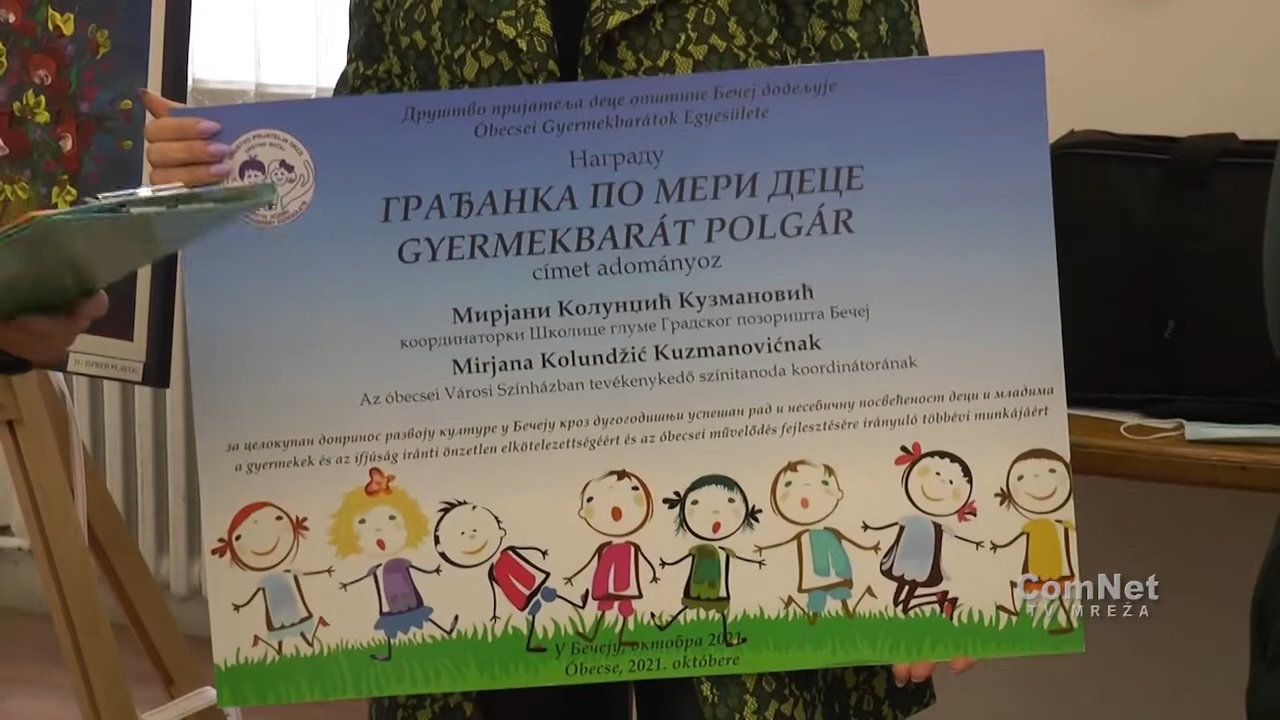 Друштво пријатеља деце општине Бечеј додељује
Óbecsei Gyermekbarátok Egyesülete
Награду
ГРАЂАНКА ПО МЕРИ ДЕЦЕ
GYERMEKBARÁT POLGÁR
címet adományoz
Мирјани Колунџић Кузмановић
координаторки Школице глуме Градског позоришта Бечеј
Mirjana Kolundžić Kuzmanovićnak
Az óbecsei Városi Színházban tevékenykedő színitanoda koordinátorának
за целокупан допринос развоју културе у Бечеју кроз дугогодишњи успешан рад и несебичну посвећеност деци и младима
a gyermekek és az ifjúság iránti önzetlen elkötelezettségéért és az óbecsei művelődés fejlesztésére irányuló többévi munkájáért
У Бечеју, октобра 2021.
Óbecse, 2021. októbere
ComNet
TV MREŽA